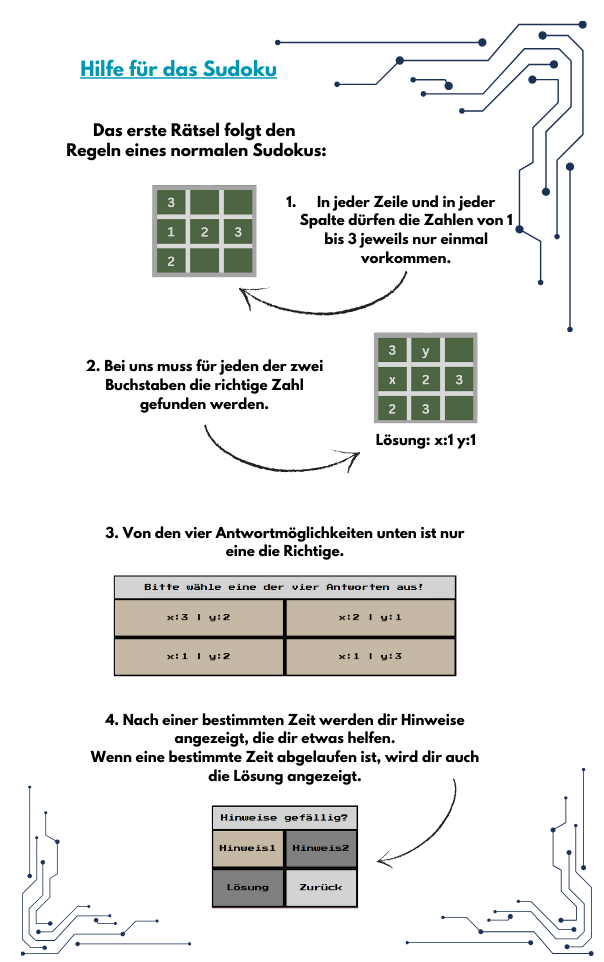 Hilfe für das Sudoku
Das erste Rätsel folgt den
Regeln eines normalen Sudokus:
3
1 2 3
2
1. In jeder Zeile und in jeder
Spalte dürfen die Zahlen von 1
bis 3 jeweils nur einmal
vorkommen.
2. Bei uns muss für jeden der zwei
Buchstaben die richtige Zahl
gefunden werden.
3 y
x 2 3
2 3
Lösung: x:1 y:1
3. Von den vier Antwortmöglichkeiten unten ist nur
eine die Richtige.
Bitte wähle eine der vier Antworten aus!
x:3 | y:2 x:2 | y:1
x:1 | y:2 x:1 | y:3
4. Nach einer bestimmten Zeit werden dir Hinweise
angezeigt, die dir etwas helfen.
Wenn eine bestimmte Zeit abgelaufen ist, wird dir auch
die Lösung angezeigt.
Hinweise gefällig?
Hinweis1 Hinweis2
Lösung Zurück